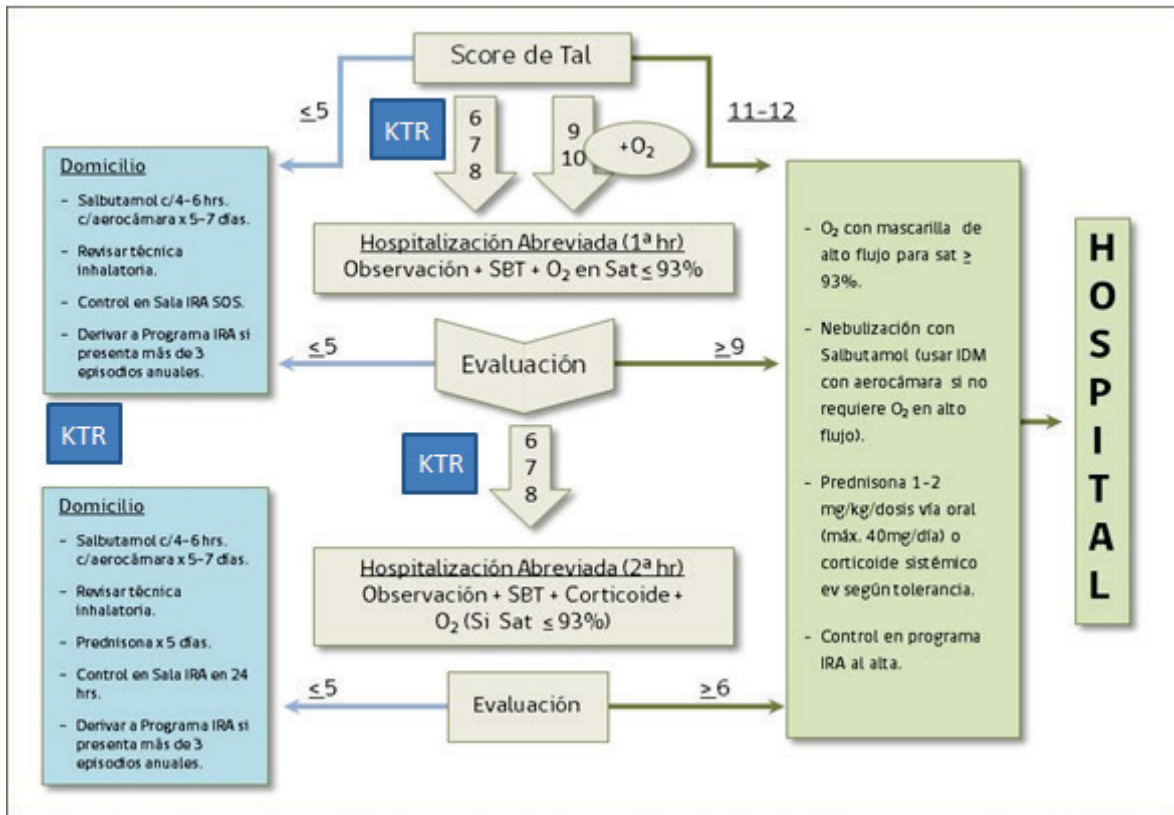 Score de Tal
≤5
KTR
6
7
8
9
10
+O₂
11-12
Domicilio
- Salbutamol c/4-6 hrs.
c/aerocámara x 5-7 días.
- Revisar técnica
inhalatoria.
- Control en Sala IRA SOS.
- Derivar a Programa IRA si
presenta más de 3
episodios anuales.
Hospitalización Abreviada (1ª hr)
Observación + SBT + O₂ en Sat ≤ 93%
≤5
Evaluación
≥9
KTR
KTR
6
7
8
Domicilio
- Salbutamol c/4-6 hrs.
c/aerocámara x 5-7 días.
- Revisar técnica
inhalatoria.
- Prednisona x 5 días.
- Control en Sala IRA en 24
hrs.
- Derivar a Programa IRA si
presenta más de 3
episodios anuales.
Hospitalización Abreviada (2ª hr)
Observación + SBT + Corticoide +
O₂ (Si Sat ≤ 93%)
≤5
Evaluación
≥6
- O₂ con mascarilla de
alto flujo para sat ≥
93%.
- Nebulización con
Salbutamol (usar IDM
con aerocámara si no
requiere O₂ en alto
flujo).
- Prednisona 1-2
mg/kg/dosis vía oral
(máx. 40mg/día) o
corticoide sistémico
ev según tolerancia.
- Control en programa
IRA al alta.
HOSPITAL